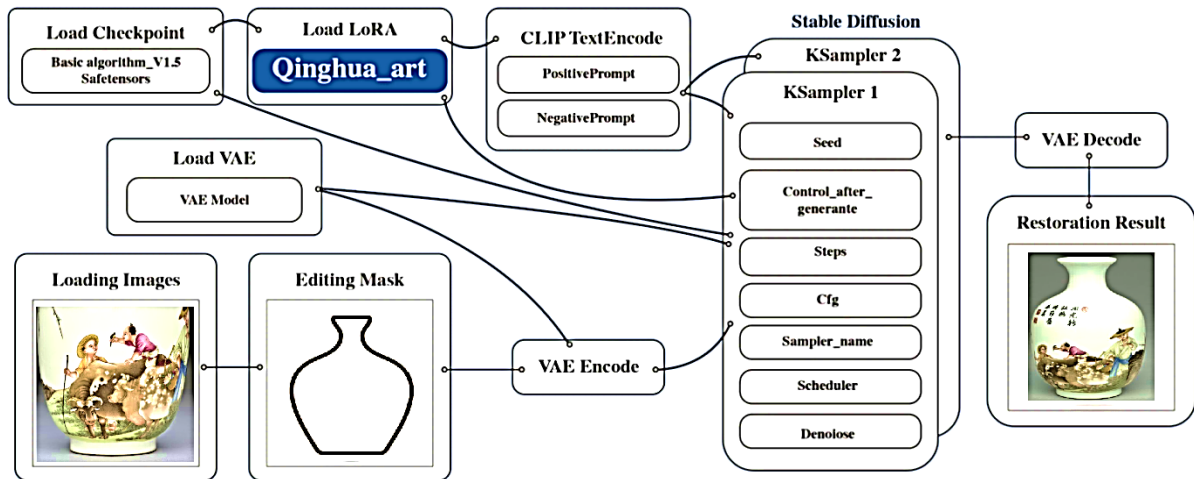 Load Checkpoint
Basic algorithm_V1.5
Safetensors
Load LoRA
Qinghua_art
CLIP TextEncode
PositivePrompt
NegativePrompt
Stable Diffusion
KSampler 2
KSampler 1
Seed
Control_after_
generante
Steps
Cfg
Sampler_name
Scheduler
Denoiose
Load VAE
VAE Model
Loading Images
Editing Mask
VAE Encode
VAE Decode
Restoration Result